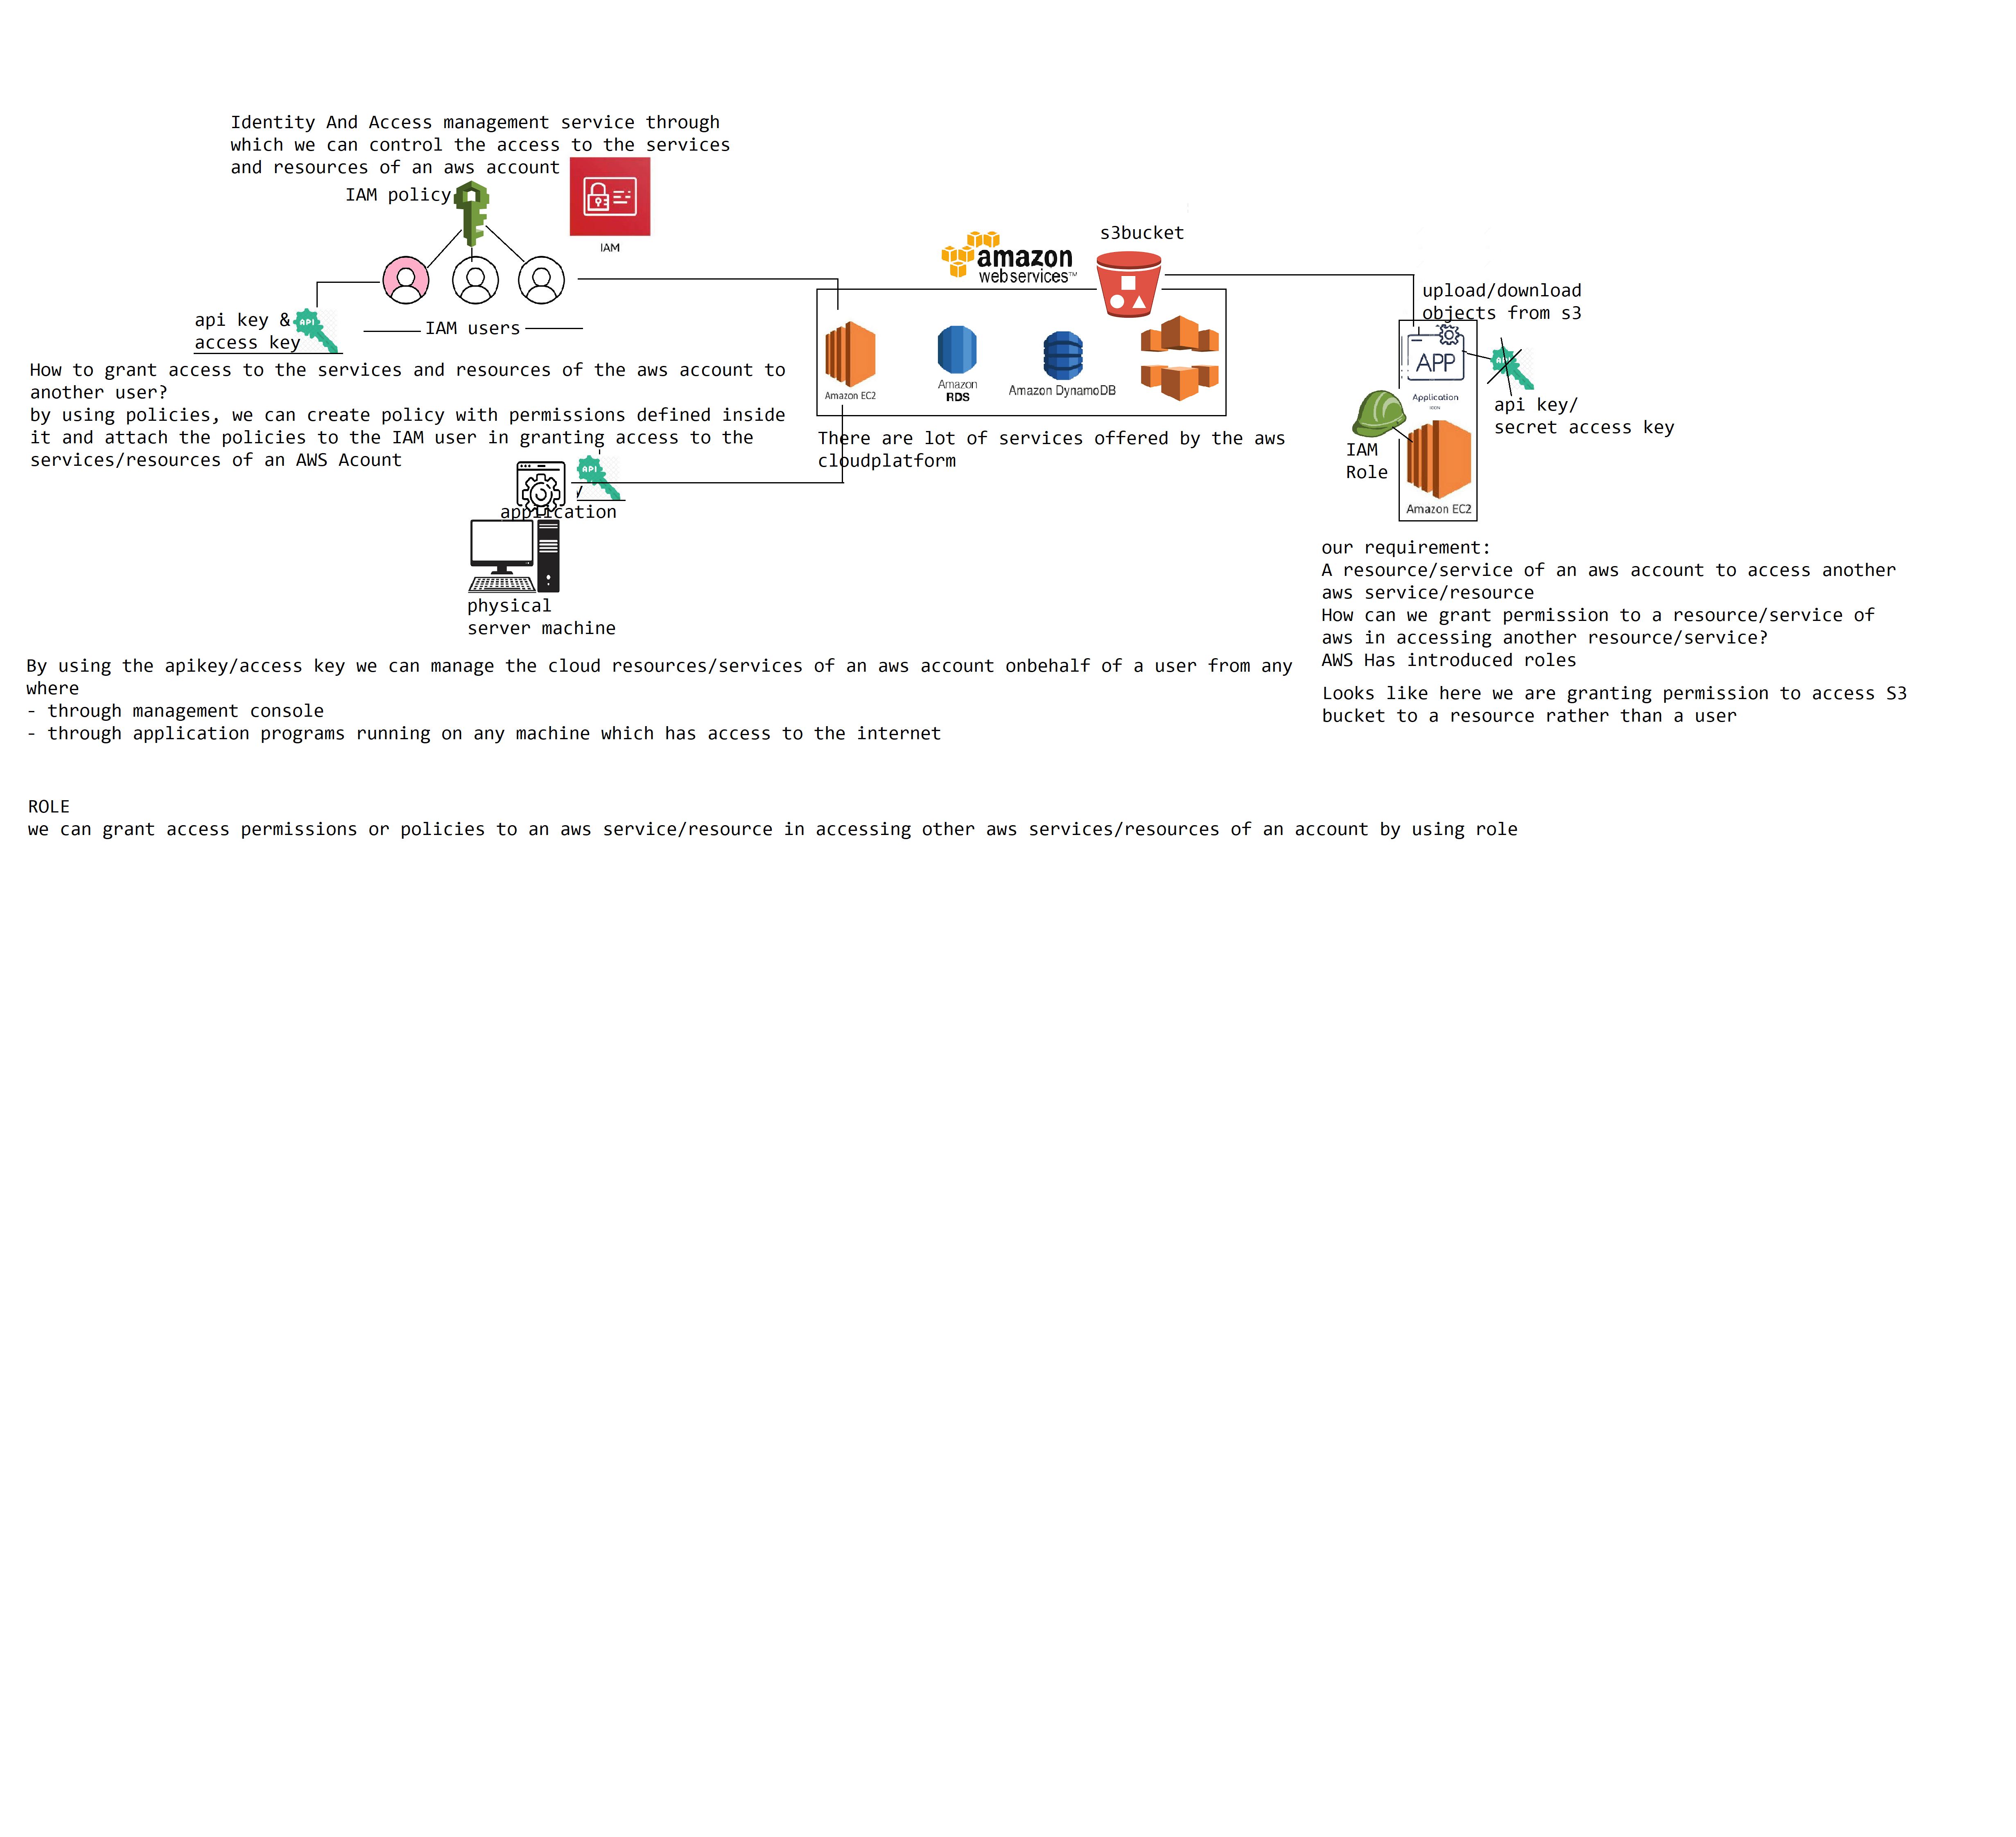 Identity And Access management service through
which we can control the access to the services
and resources of an aws account
IAM policy
IAM
api key &
access key
API
IAM users
How to grant access to the services and resources of the aws account to
another user?
by using policies, we can create policy with permissions defined inside
it and attach the policies to the IAM user in granting access to the
services/resources of an AWS Acount
API
application
physical
server machine
amazon
webservices™
s3bucket
Amazon EC2
Amazon
RDS
Amazon DynamoDB
There are lot of services offered by the aws
cloudplatform
upload/download
objects from s3
APP
Application
api key/
secret access key
IAM
Role
Amazon EC2
our requirement:
A resource/service of an aws account to access another
aws service/resource
How can we grant permission to a resource/service of
aws in accessing another resource/service?
AWS Has introduced roles
Looks like here we are granting permission to access S3
bucket to a resource rather than a user
By using the apikey/access key we can manage the cloud resources/services of an aws account onbehalf of a user from any
where
- through management console
- through application programs running on any machine which has access to the internet
ROLE
we can grant access permissions or policies to an aws service/resource in accessing other aws services/resources of an account by using role